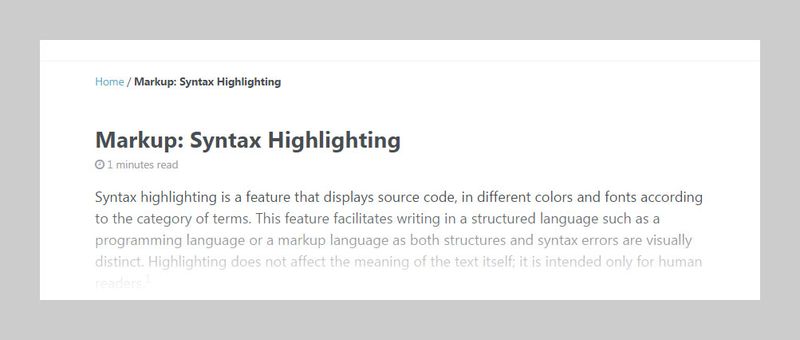 Home / Markup: Syntax Highlighting
Markup: Syntax Highlighting
1 minutes read
Syntax highlighting is a feature that displays source code, in different colors and fonts according
to the category of terms. This feature facilitates writing in a structured language such as a
programming language or a markup language as both structures and syntax errors are visually
distinct. Highlighting does not affect the meaning of the text itself; it is intended only for human
readers.1